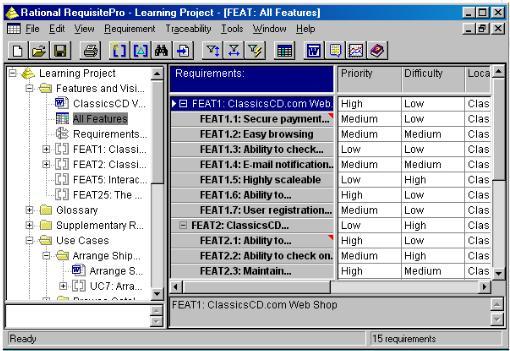 Rational RequisitePro - Learning Project - [FEAT: All Features]
File Edit View Requirement Traceability Tools Window Help
Learning Project
Features and Visi...
ClassicsCD V...
All Features
Requirements...
FEAT1: Classi...
FEAT2: Classi...
FEAT5: Interac...
FEAT25: The ...
Glossary
Supplementary R...
Use Cases
Arrange Ship...
Arrange S...
UC7: Arra...
Requirements: Priority Difficulty Loca
FEAT1: ClassicsCD.com Web. High Low Clas
FEAT1.1: Secure payment... Medium Low Clas
FEAT1.2: Easy browsing Medium Medium Clas
FEAT1.3: Ability to check... Low Low Clas
FEAT1.4: E-mail notification... Medium Medium Clas
FEAT1.5: Highly scaleable Low High Clas
FEAT1.6: Ability to... High Low Clas
FEAT1.7: User registration... Medium Low Clas
FEAT2: ClassicsCD... Low High Clas
FEAT2.1: Ability to... High Low Clas
FEAT2.2: Ability to check on. Medium Low Clas
FEAT2.3: Maintain... High Medium Clas
FEAT1: ClassicsCD.com Web Shop
Ready 15 requirements